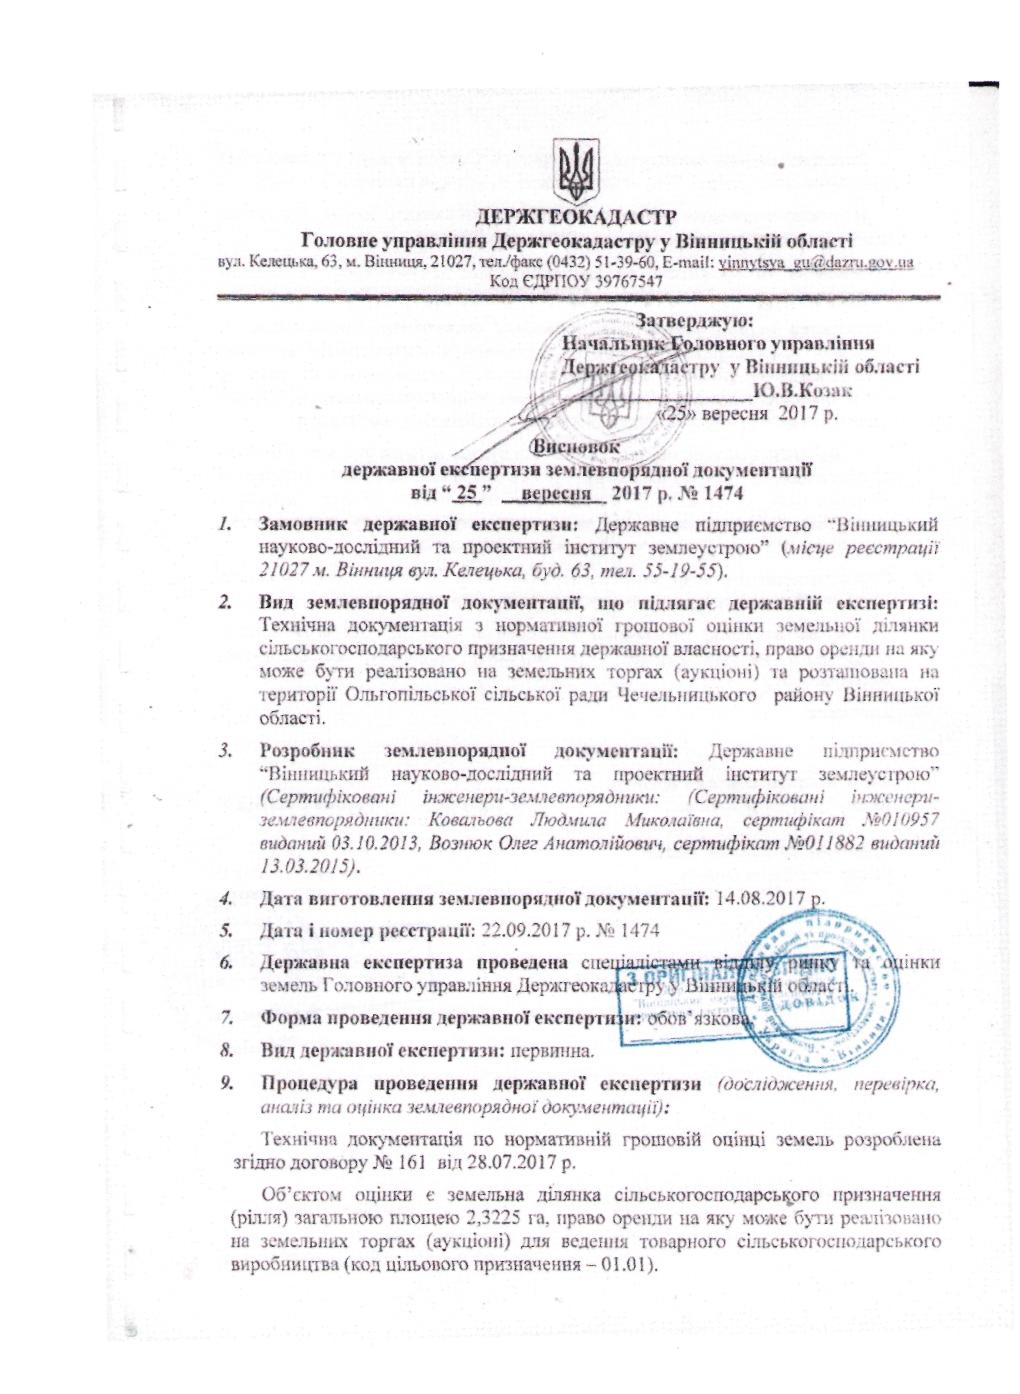 ДЕРЖГЕОКАДАСТР
Головне управління Держгеокадастру у Вінницькій області
вул. Келецька, 63, м. Вінниця, 21027, тел./факс (0432) 51-39-60, E-mail: vinnytsya_gu@dazru.gov.ua
Код ЄДРПОУ 39767547
Затверджую:
Начальник Головного управління
Держгеокадастру у Вінницькій області
Ю.В.Козак
«25» вересня 2017 р.
Висновок
державної експертизи землевпорядної документації
від “ 25 ” вересня 2017 р. № 1474
1. Замовник державної експертизи: Державне підприємство “Вінницький
науково-дослідний та проектний інститут землеустрою” (місце реєстрації
21027 м. Вінниця вул. Келецька, буд. 63, тел. 55-19-55).
2. Вид землевпорядної документації, що підлягає державній експертизі:
Технічна документація з нормативної грошової оцінки земельної ділянки
сільськогосподарського призначення державної власності, право оренди на яку
може бути реалізовано на земельних торгах (аукціоні) та розташована на
території Ольгопільської сільської ради Чечельницького району Вінницької
області.
3. Розробник землевпорядної документації: Державне підприємство
“Вінницький науково-дослідний та проектний інститут землеустрою”
(Сертифіковані інженери-землевпорядники: (Сертифіковані інженери-
землевпорядники: Ковальова Людмила Миколаївна, сертифікат №010957
виданий 03.10.2013, Вознюк Олег Анатолійович, сертифікат №011882 виданий
13.03.2015).
4. Дата виготовлення землевпорядної документації: 14.08.2017 р.
5. Дата і номер реєстрації: 22.09.2017 р. № 1474
6. Державна експертиза проведена спеціалістами відділу ринку та оцінки
земель Головного управління Держгеокадастру у Вінницькій області.
З ОРИГІНАЛОМ
ДОВІДОК
7. Форма проведення державної експертизи: обов’язкова.
8. Вид державної експертизи: первинна.
9. Процедура проведення державної експертизи (дослідження, перевірка,
аналіз та оцінка землевпорядної документації):
Технічна документація по нормативній грошовій оцінці земель розроблена
згідно договору № 161 від 28.07.2017 р.
Об’єктом оцінки є земельна ділянка сільськогосподарського призначення
(рілля) загальною площею 2,3225 га, право оренди на яку може бути реалізовано
на земельних торгах (аукціоні) для ведення товарного сільськогосподарського
виробництва (код цільового призначення – 01.01).